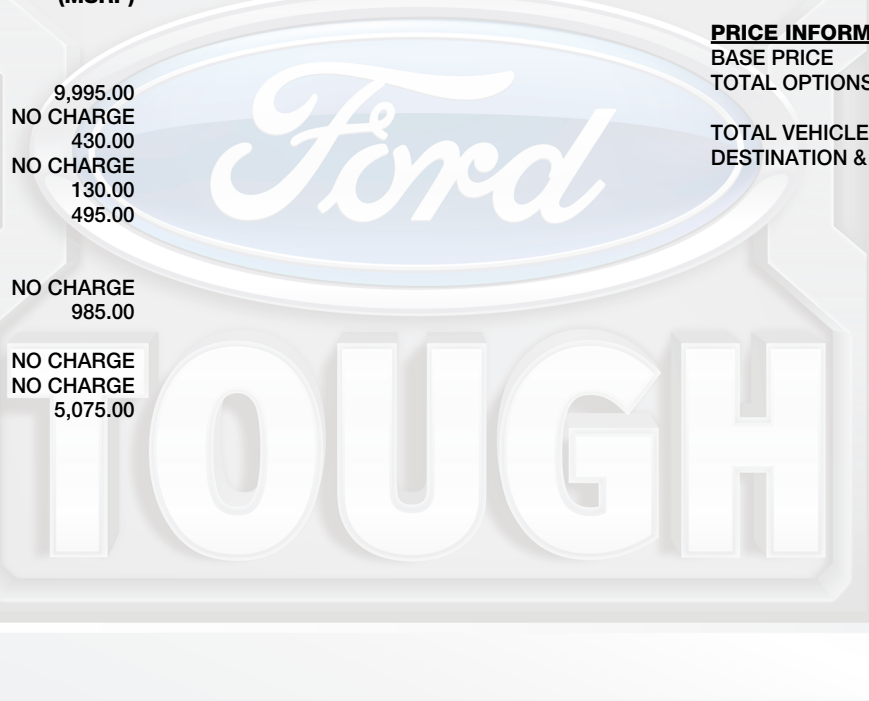 (MSRP)
9,995.00
NO CHARGE
430.00
NO CHARGE
130.00
495.00
NO CHARGE
985.00
NO CHARGE
NO CHARGE
5,075.00
PRICE INFORM
BASE PRICE
TOTAL OPTIONS
TOTAL VEHICLE
DESTINATION &
Ford
TOUGH